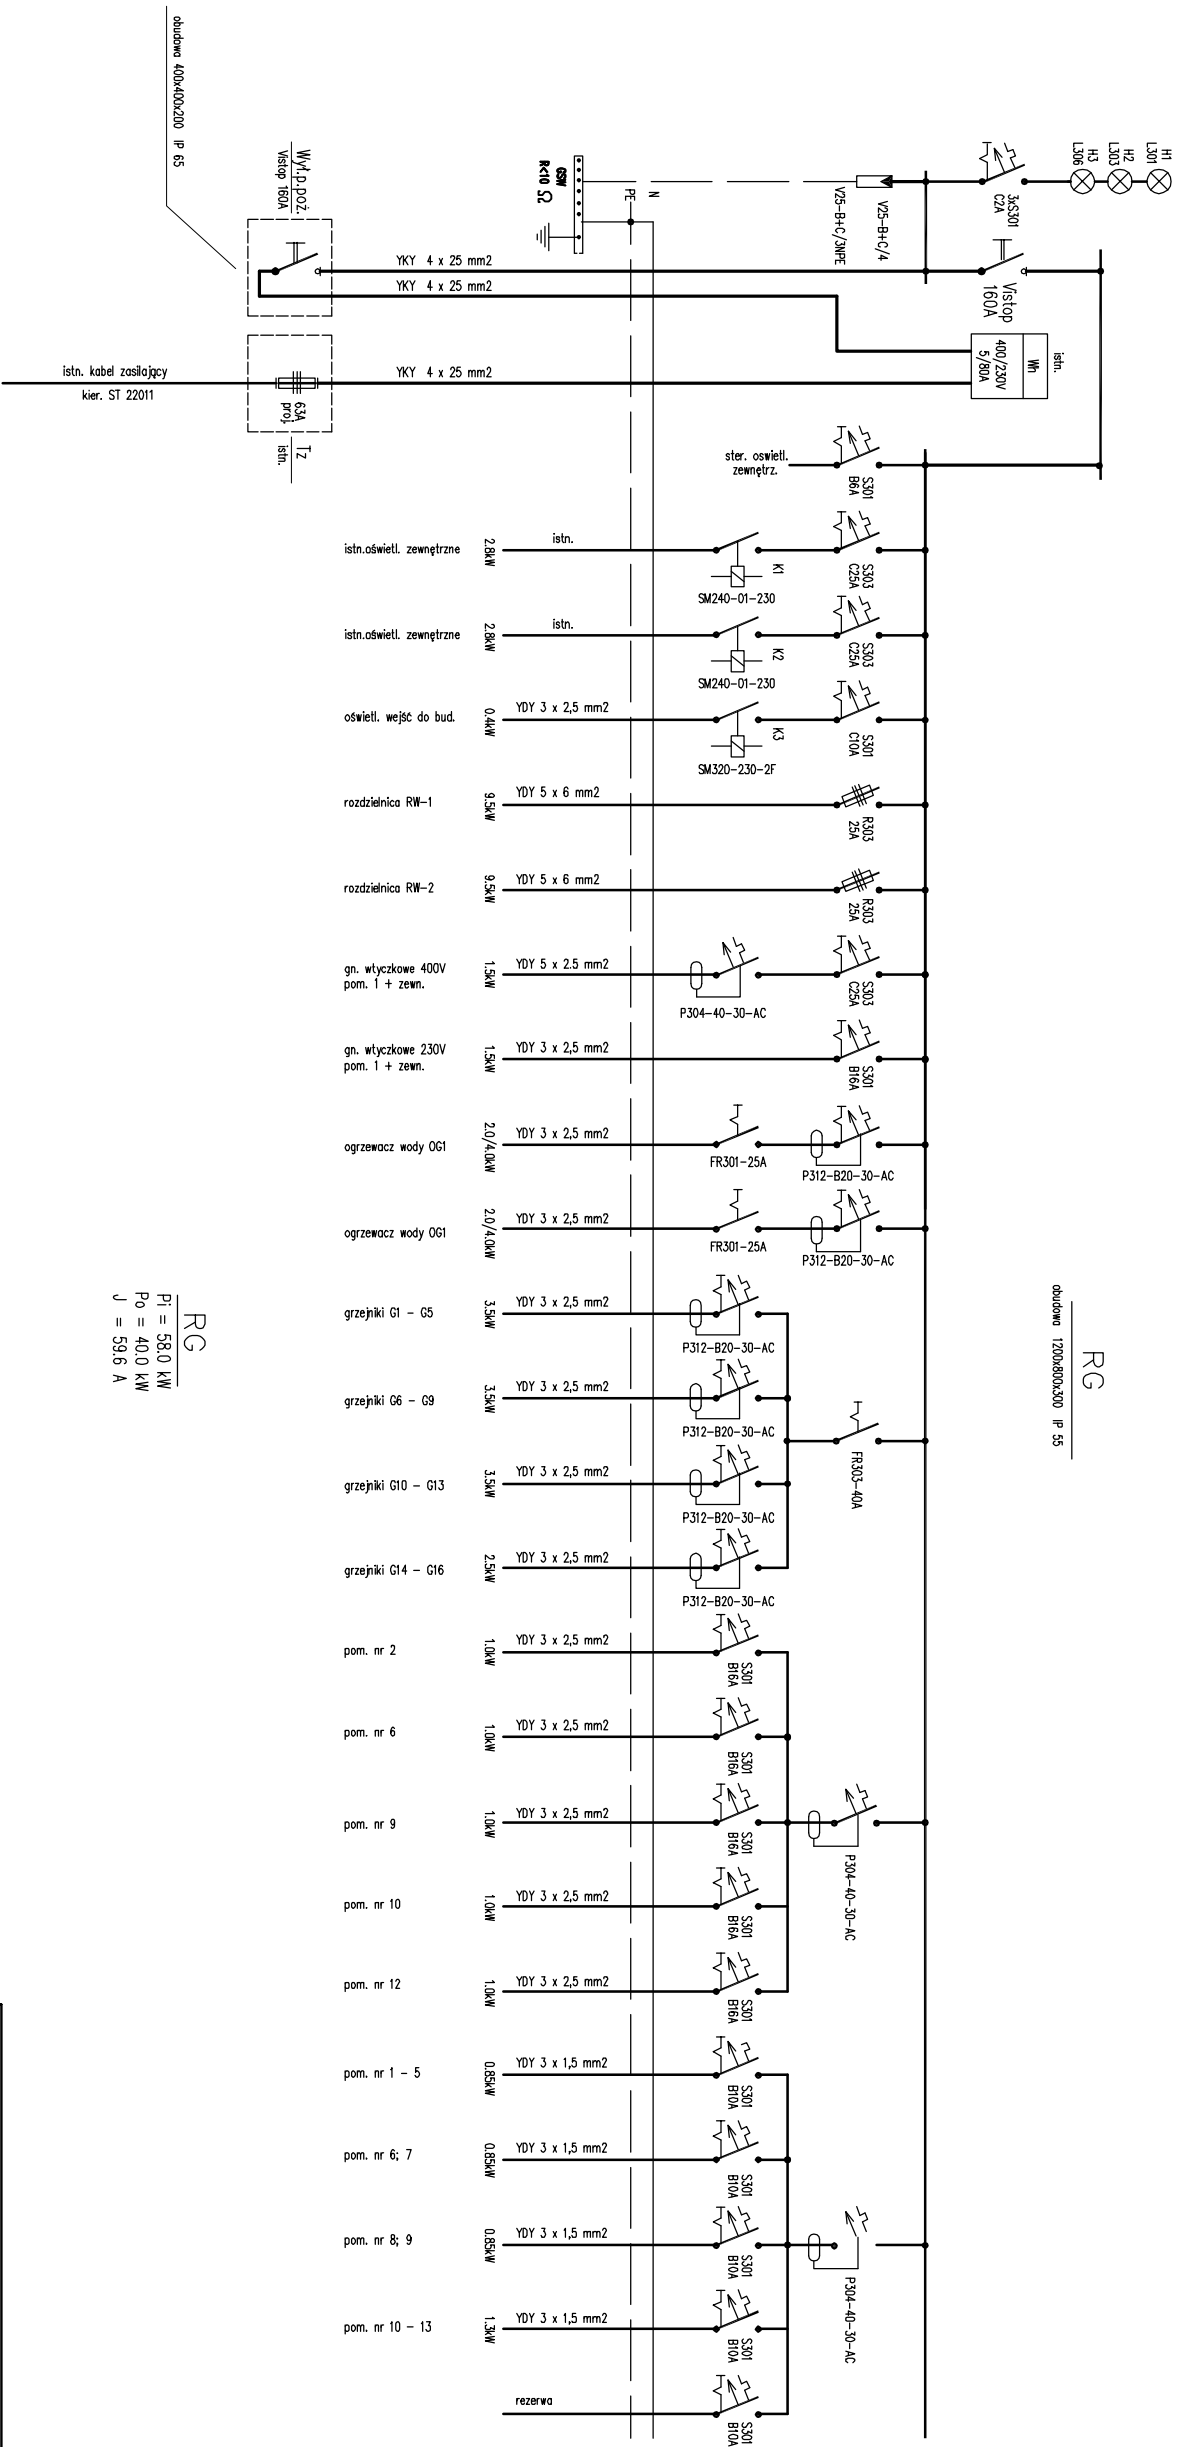 H1
L301
H2
L303
H3
L306
3xS301
C2A
Vistop
160A
V25-B+C/4
V25-B+C/3NPE
istn.
Wh
400/230V
5/80A
GSW
R<10 Ω
N
PE
YKY 4 x 25 mm2
YKY 4 x 25 mm2
YKY 4 x 25 mm2
obudowa 400x400x200 IP 65
Wył.p.poż.
Vistop 160A
63A
proj.
TZ
istn.
istn. kabel zasilający
kier. ST 22011
RG
obudowa 1200x800x300 IP 55
ster. oswietl.
zewnętrz.
S301
B6A
istn.oświetl. zewnętrzne
2.8kW
istn.
K1
SM240-01-230
S303
C25A
istn.oświetl. zewnętrzne
2.8kW
istn.
K2
SM240-01-230
S303
C25A
oświetl. wejść do bud.
0.4kW
YDY 3 x 2,5 mm2
K3
SM320-230-2F
S301
C10A
rozdzielnica RW-1
9.5kW
YDY 5 x 6 mm2
R303
25A
rozdzielnica RW-2
9.5kW
YDY 5 x 6 mm2
R303
25A
gn. wtyczkowe 400V
pom. 1 + zewn.
1.5kW
YDY 5 x 2.5 mm2
P304-40-30-AC
S303
C25A
gn. wtyczkowe 230V
pom. 1 + zewn.
1.5kW
YDY 3 x 2,5 mm2
S301
B16A
ogrzewacz wody OG1
2.0/4.0kW
YDY 3 x 2,5 mm2
FR301-25A
P312-B20-30-AC
ogrzewacz wody OG1
2.0/4.0kW
YDY 3 x 2,5 mm2
FR301-25A
P312-B20-30-AC
grzejniki G1 - G5
3.5kW
YDY 3 x 2,5 mm2
P312-B20-30-AC
grzejniki G6 - G9
3.5kW
YDY 3 x 2,5 mm2
P312-B20-30-AC
FR303-40A
grzejniki G10 - G13
3.5kW
YDY 3 x 2,5 mm2
P312-B20-30-AC
grzejniki G14 - G16
2.5kW
YDY 3 x 2,5 mm2
P312-B20-30-AC
pom. nr 2
1.0kW
YDY 3 x 2,5 mm2
S301
B16A
pom. nr 6
1.0kW
YDY 3 x 2,5 mm2
S301
B16A
pom. nr 9
1.0kW
YDY 3 x 2,5 mm2
S301
B16A
P304-40-30-AC
pom. nr 10
1.0kW
YDY 3 x 2,5 mm2
S301
B16A
pom. nr 12
1.0kW
YDY 3 x 2,5 mm2
S301
B16A
pom. nr 1 - 5
0.85kW
YDY 3 x 1,5 mm2
S301
B10A
pom. nr 6; 7
0.85kW
YDY 3 x 1,5 mm2
S301
B10A
pom. nr 8; 9
0.85kW
YDY 3 x 1,5 mm2
S301
B10A
P304-40-30-AC
pom. nr 10 - 13
1.3kW
YDY 3 x 1,5 mm2
S301
B10A
rezerwa
S301
B10A
RG
Pi = 58.0 kW
Po = 40.0 kW
J = 59.6 A